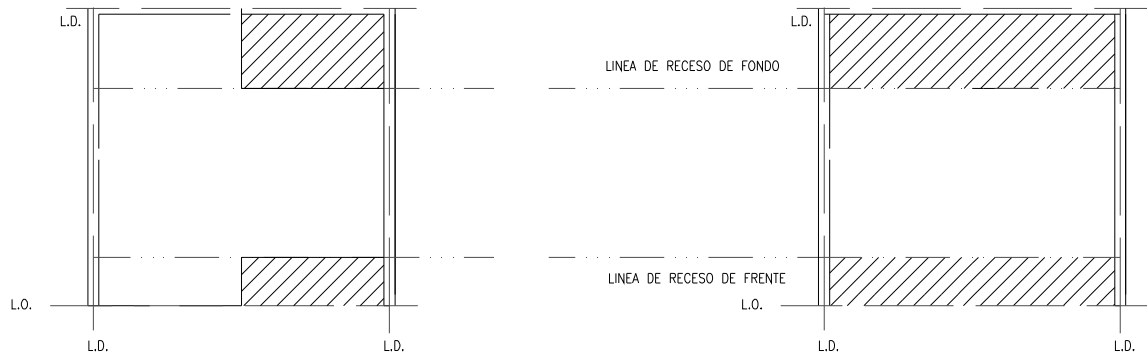 L.D.
L.D.
LINEA DE RECESO DE FONDO
LINEA DE RECESO DE FRENTE
L.O.
L.O.
L.D.
L.D.
L.D.
L.D.